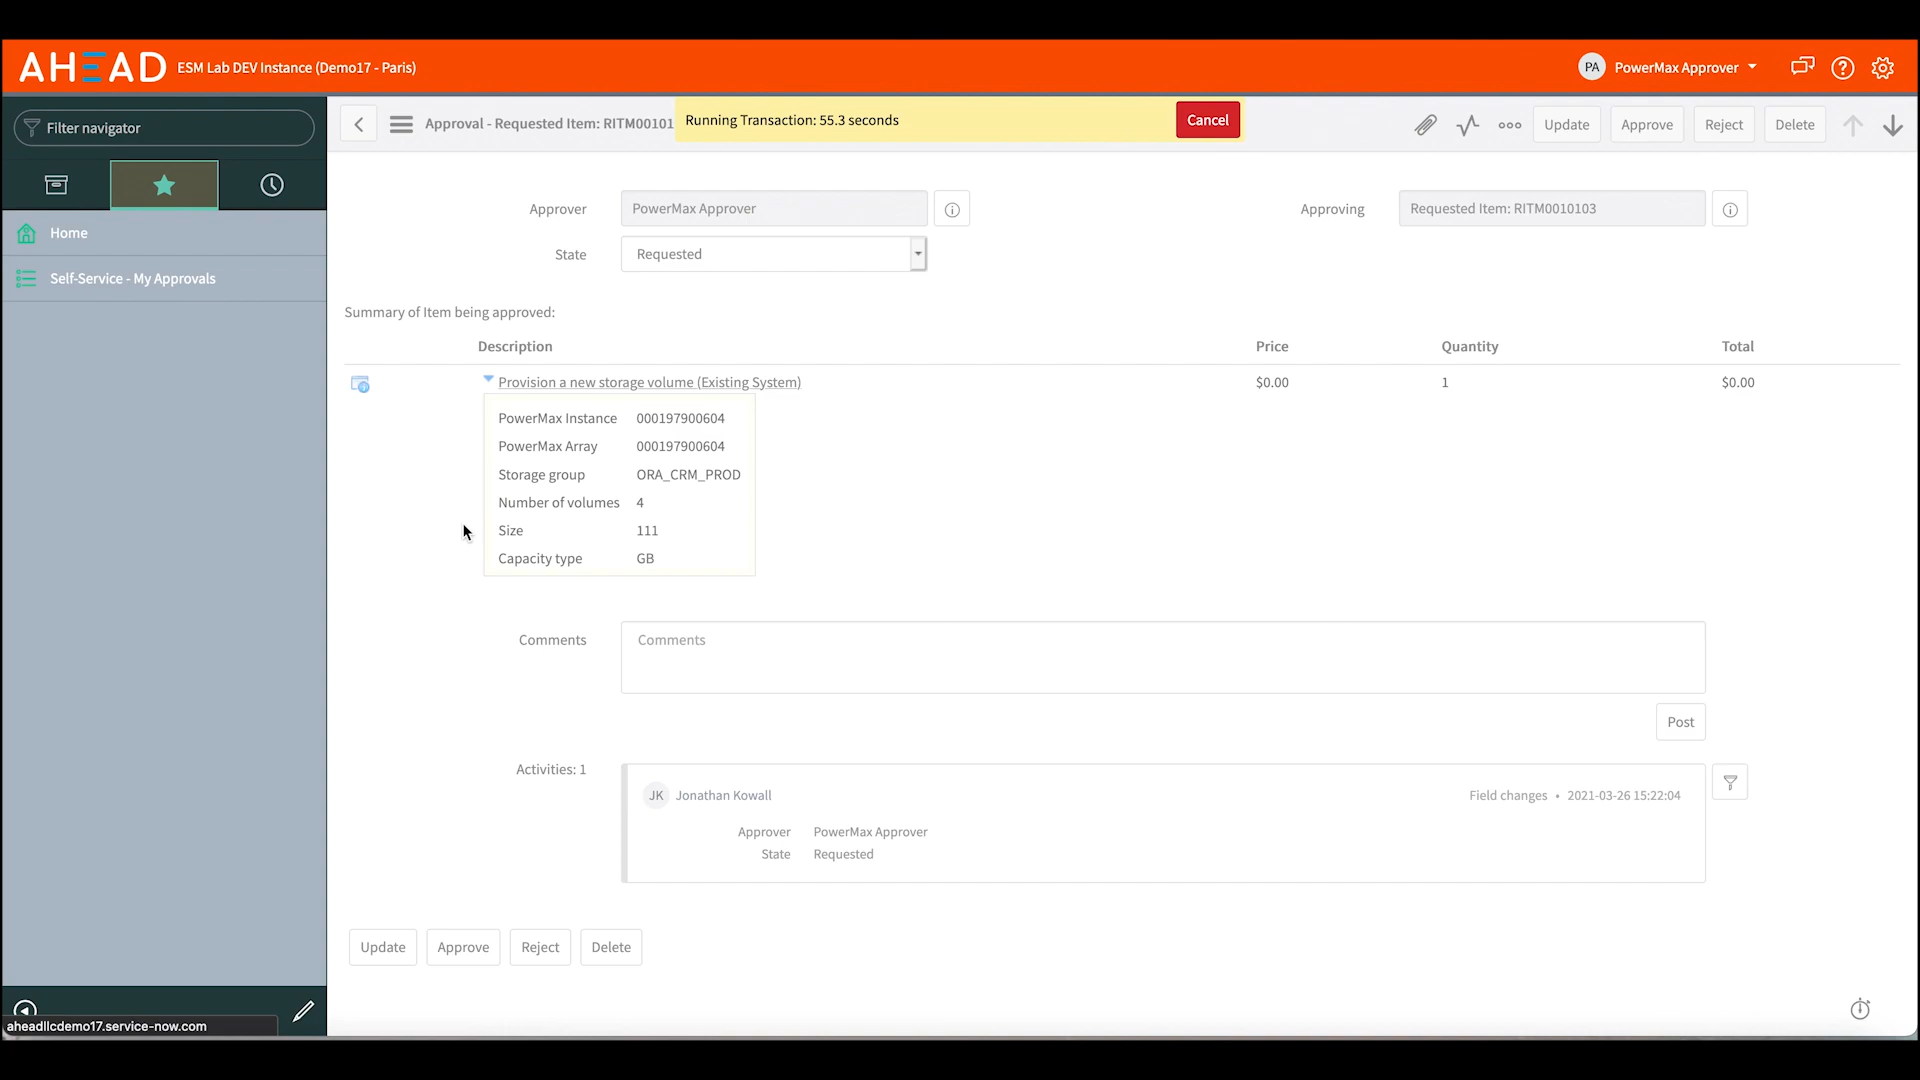 AHEAD ESM Lab DEV Instance (Demo17 - Paris)
PA PowerMax Approver
Filter navigator
Approval - Requested Item: RITM00101
Running Transaction: 55.3 seconds
Cancel
Update
Approve
Reject
Delete
Home
Self-Service - My Approvals
Approver PowerMax Approver
Approving Requested Item: RITM0010103
State Requested
Summary of Item being approved:
Description Price Quantity Total
Provision a new storage volume (Existing System) $0.00 1 $0.00
PowerMax Instance 000197900604
PowerMax Array 000197900604
Storage group ORA_CRM_PROD
Number of volumes 4
Size 111
Capacity type GB
Comments Comments
Post
Activities: 1
JK Jonathan Kowall Field changes • 2021-03-26 15:22:04
Approver PowerMax Approver
State Requested
Update Approve Reject Delete
aheadllcdemo17.service-now.com